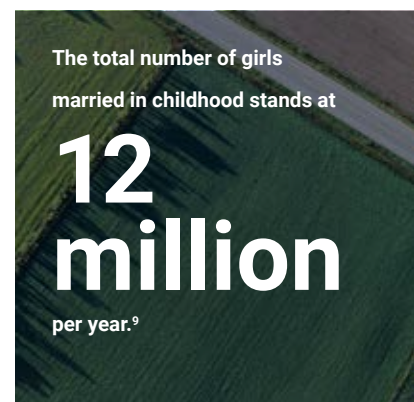 The total number of girls
married in childhood stands at
12
million
per year.⁹